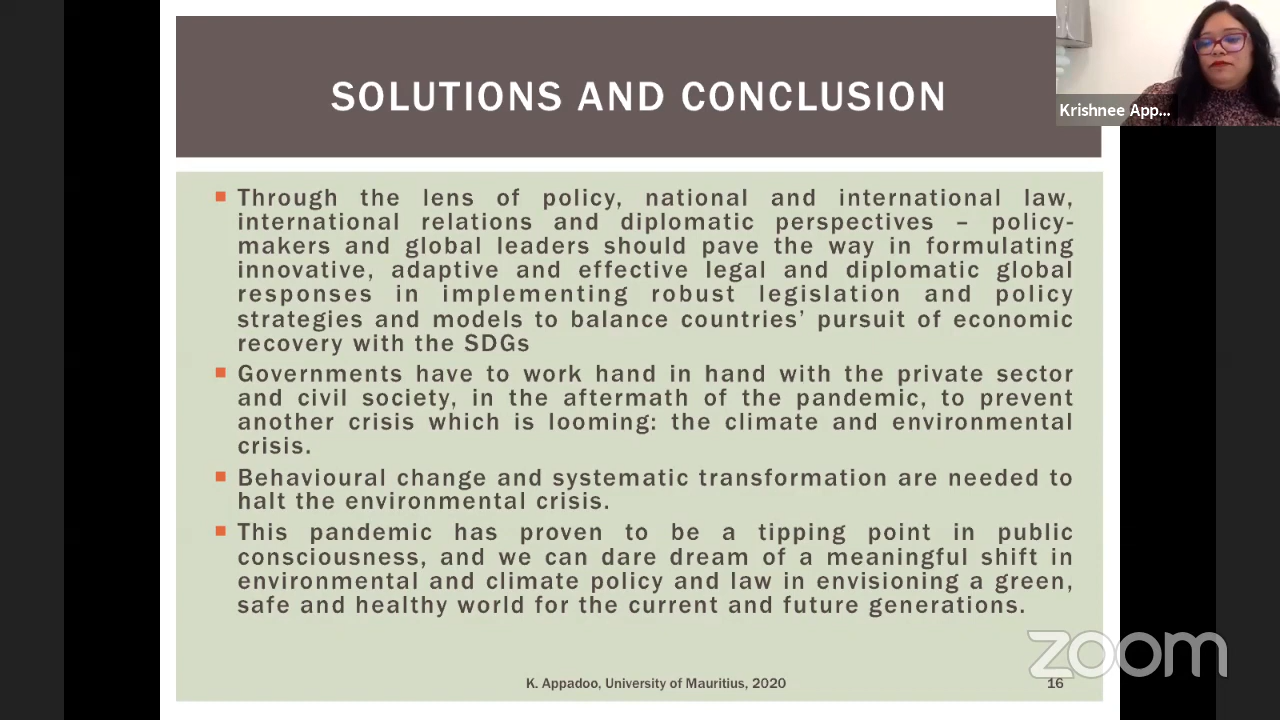 SOLUTIONS AND CONCLUSION
Krishnee App...
Through the lens of policy, national and international law,
international relations and diplomatic perspectives – policy-
makers and global leaders should pave the way in formulating
innovative, adaptive and effective legal and diplomatic global
responses in implementing robust legislation and policy
strategies and models to balance countries’ pursuit of economic
recovery with the SDGs
Governments have to work hand in hand with the private sector
and civil society, in the aftermath of the pandemic, to prevent
another crisis which is looming: the climate and environmental
crisis.
Behavioural change and systematic transformation are needed to
halt the environmental crisis.
This pandemic has proven to be a tipping point in public
consciousness, and we can dare dream of a meaningful shift in
environmental and climate policy and law in envisioning a green,
safe and healthy world for the current and future generations.
zoom
K. Appadoo, University of Mauritius, 2020
16